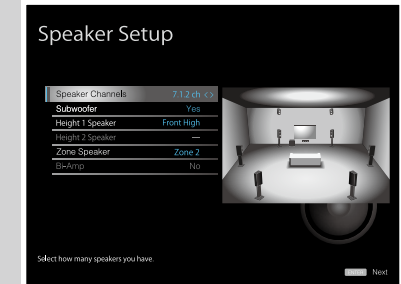 Speaker Setup
Speaker Channels 7.1.2 ch < >
Subwoofer Yes
Height 1 Speaker Front High
Height 2 Speaker —
Zone Speaker Zone 2
Bi-Amp No
Select how many speakers you have.
ENTER Next